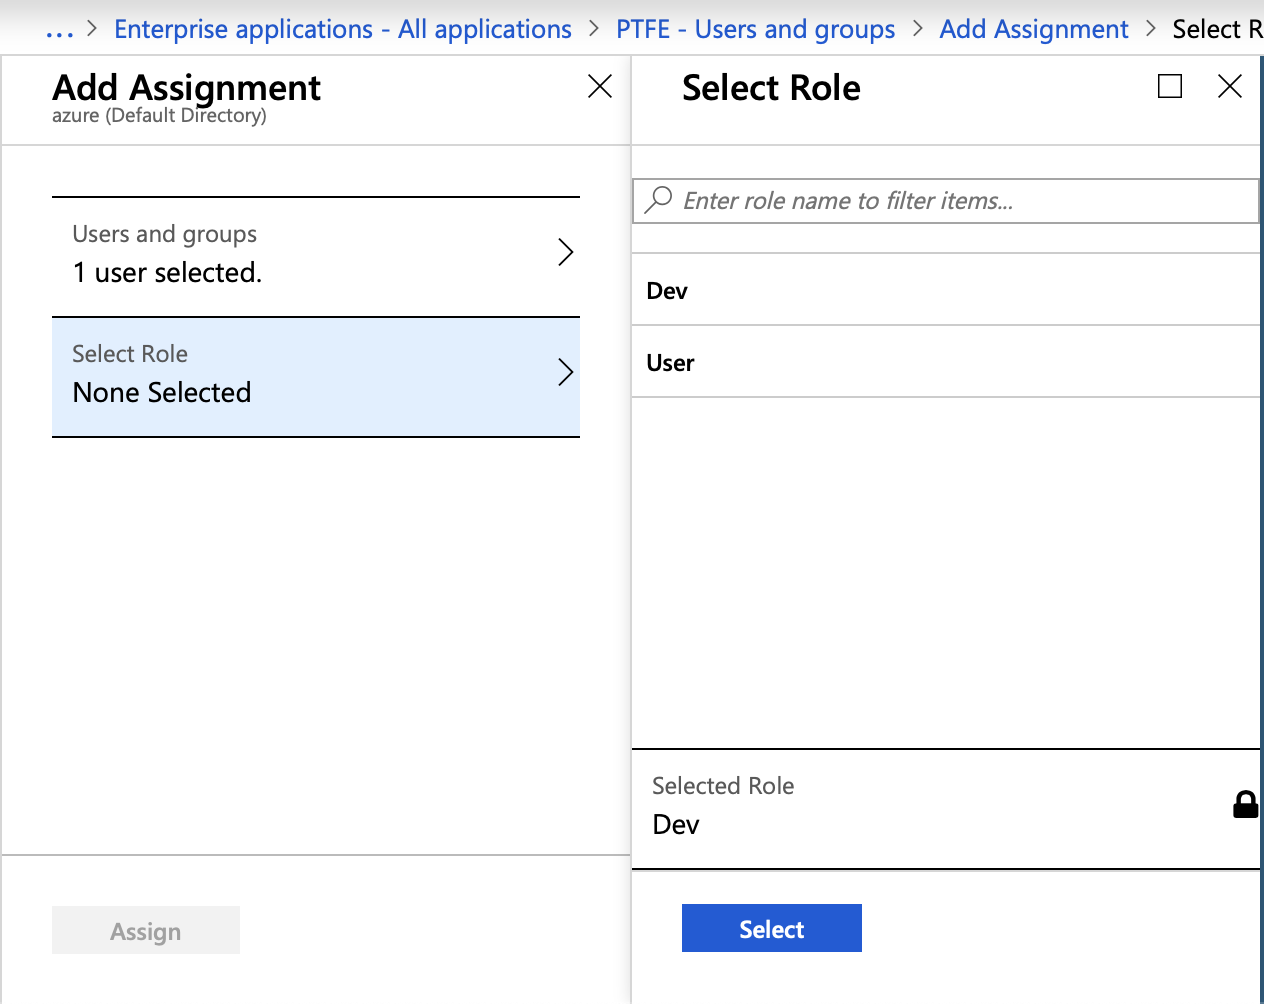 ... > Enterprise applications - All applications > PTFE - Users and groups > Add Assignment > Select R
Add Assignment
azure (Default Directory)
Users and groups
1 user selected.
Select Role
None Selected
Assign
Select Role
Enter role name to filter items...
Dev
User
Selected Role
Dev
Select